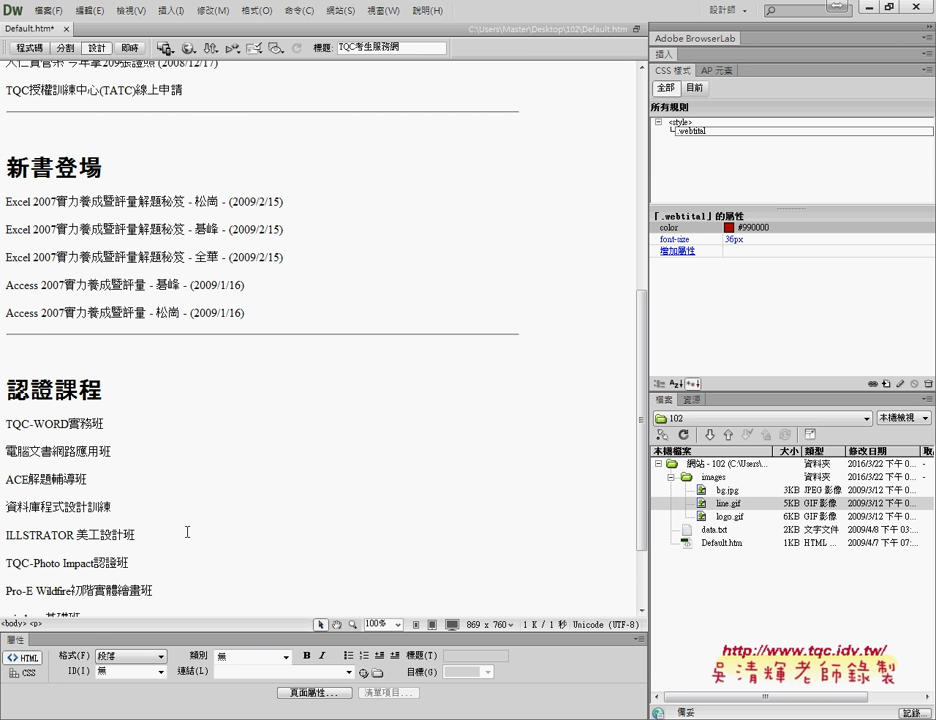 Dw 檔案(F) 編輯(E) 檢視(V) 插入(I) 修改(M) 格式(O) 命令(C) 網站(S) 視窗(W) 說明(H) 設計師
Default.htm* × C:\Users\Master\Desktop\102\Default.htm
程式碼 分割 設計 即時 標題: TQC考生服務網
TQC授權訓練中心(TATC)線上申請
新書登場
Excel 2007實力養成暨評量解題秘笈 - 松崗 - (2009/2/15)
Excel 2007實力養成暨評量解題秘笈 - 碁峰 - (2009/2/15)
Excel 2007實力養成暨評量解題秘笈 - 全華 - (2009/2/15)
Access 2007實力養成暨評量 - 碁峰 - (2009/1/16)
Access 2007實力養成暨評量 - 松崗 - (2009/1/16)
認證課程
TQC-WORD實務班
電腦文書網路應用班
ACE解題輔導班
資料庫程式設計訓練
ILLSTRATOR 美工設計班
TQC-Photo Impact認證班
Pro-E Wildfire初階實體繪畫班
<body> <p> 100% 869 x 760 1 K / 1 秒 Unicode (UTF-8)
屬性
<> HTML 格式(F) 段落 類別 無 B I 標題(T)
CSS ID(I) 無 連結(L) 目標(G)
頁面屬性... 清單項目...
Adobe BrowserLab
插入
CSS 樣式 AP 元素
全部 目前
所有規則
<style>
.webtital
「.webtital」的屬性
color #990000
font-size 36px
增加屬性
檔案 資源
102 本機檢視
本機檔案 大小 類型 修改日期 取
網站 - 102 (C:\Users\... 資料夾 2016/3/22 下午 0... -
images 資料夾 2016/3/22 下午 0... -
bg.jpg 3KB JPEG 影像 2009/3/12 下午 0...
line.gif 5KB GIF 影像 2009/3/12 下午 0...
logo.gif 6KB GIF 影像 2009/3/12 下午 0...
data.txt 2KB 文字文件 2009/4/8 下午 03:...
Default.htm 1KB HTML ... 2009/4/7 下午 07:...
http://www.tqc.idv.tw/
吳清輝老師錄製
備妥 記錄...